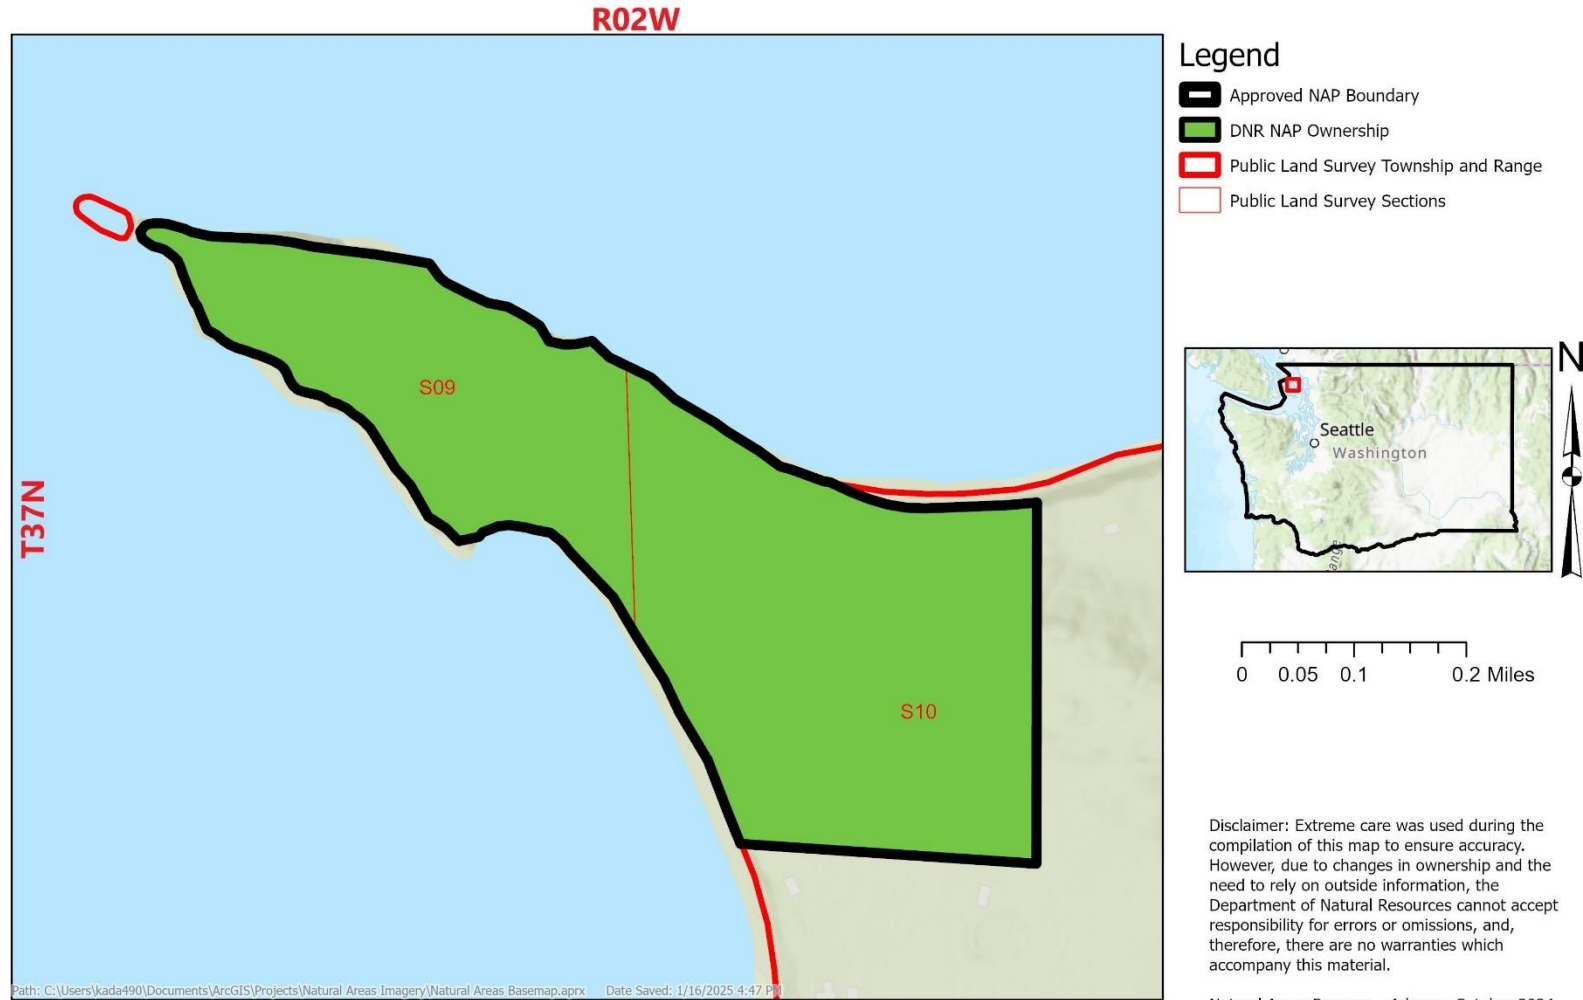 R02W
T37N
S09
S10
Path: C:\Users\kada490\Documents\ArcGIS\Projects\Natural Areas Imagery\Natural Areas Basemap.aprx Date Saved: 1/16/2025 4:47 PM
Legend
Approved NAP Boundary
DNR NAP Ownership
Public Land Survey Township and Range
Public Land Survey Sections
N
Seattle
Washington
0 0.05 0.1 0.2 Miles
Disclaimer: Extreme care was used during the
compilation of this map to ensure accuracy.
However, due to changes in ownership and the
need to rely on outside information, the
Department of Natural Resources cannot accept
responsibility for errors or omissions, and,
therefore, there are no warranties which
accompany this material.